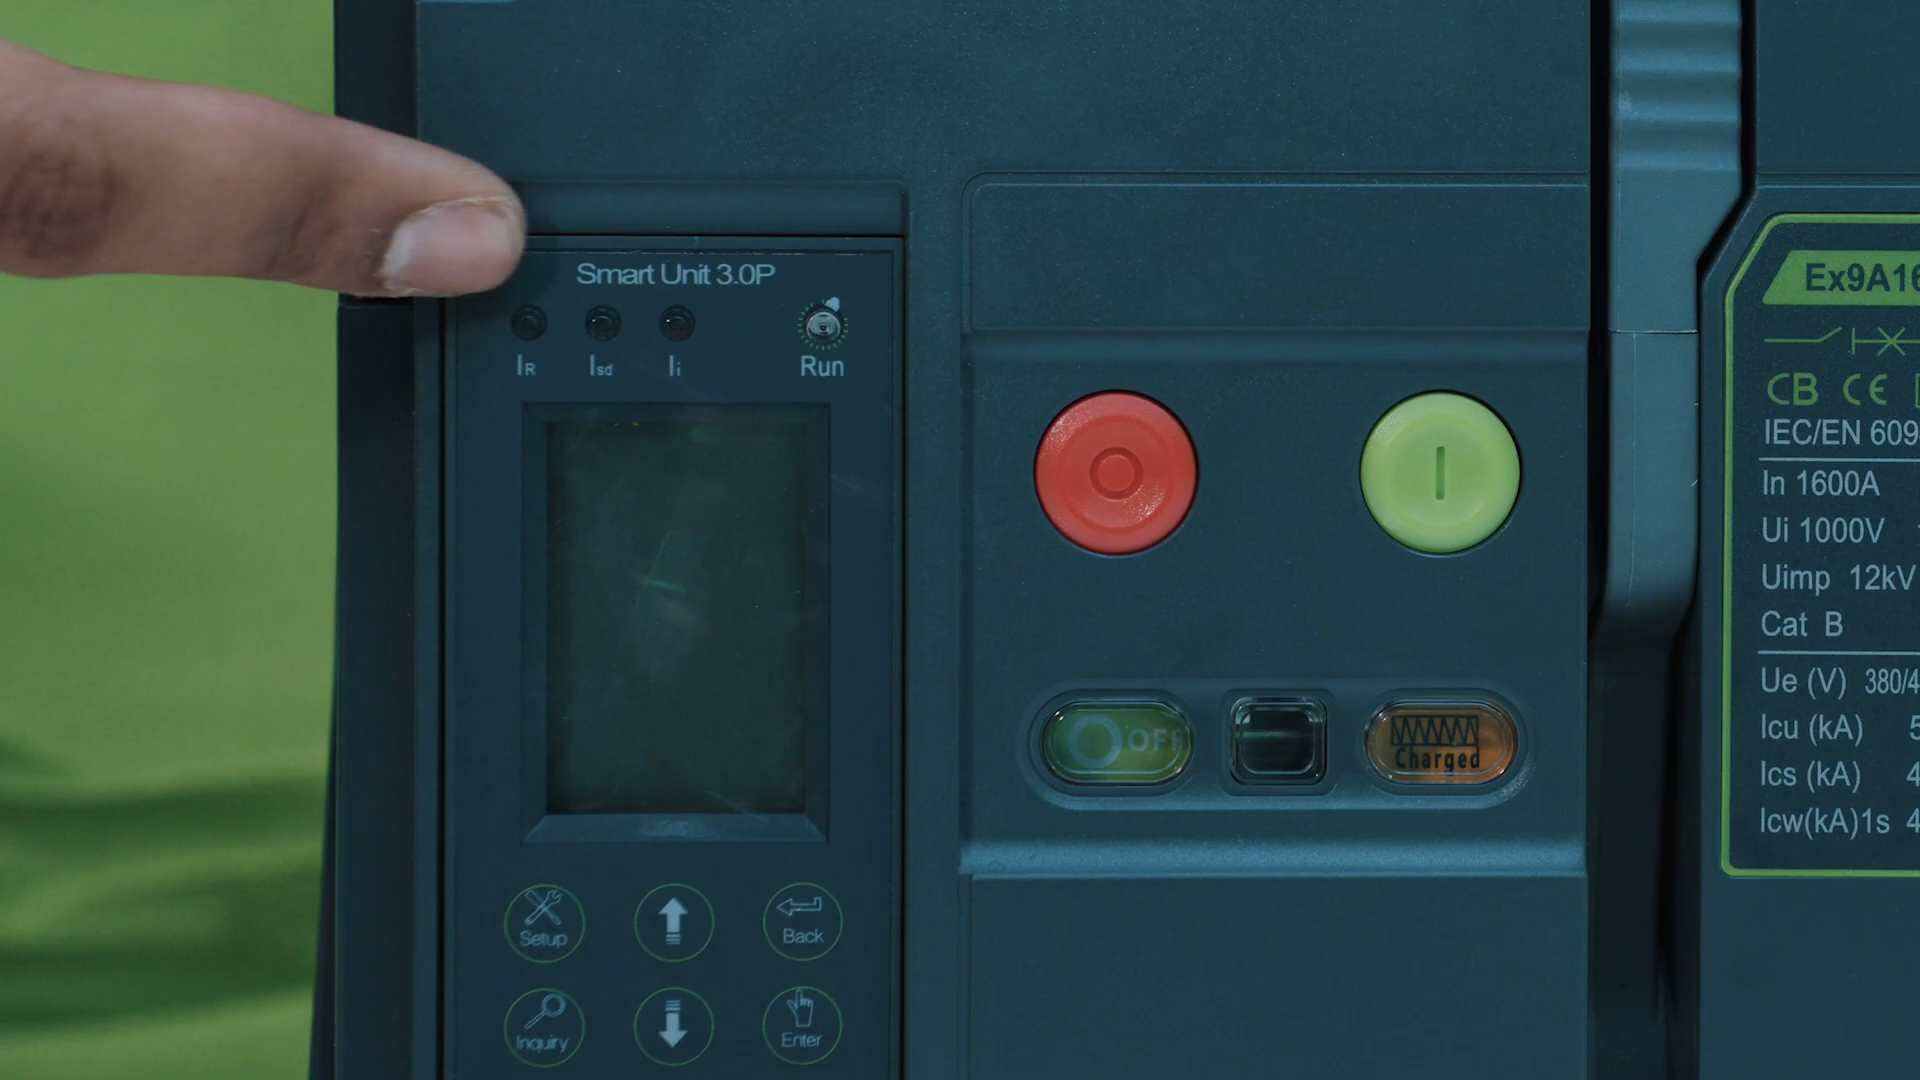 Smart Unit 3.0P
IR Isd Ii Run
Setup
Back
Inquiry
Enter
O I
OFF
Charged
Ex9A16
CB CE
IEC/EN 609
In 1600A
Ui 1000V
Uimp 12kV
Cat B
Ue (V) 380/4
Icu (kA) 5
Ics (kA) 4
Icw(kA)1s 4